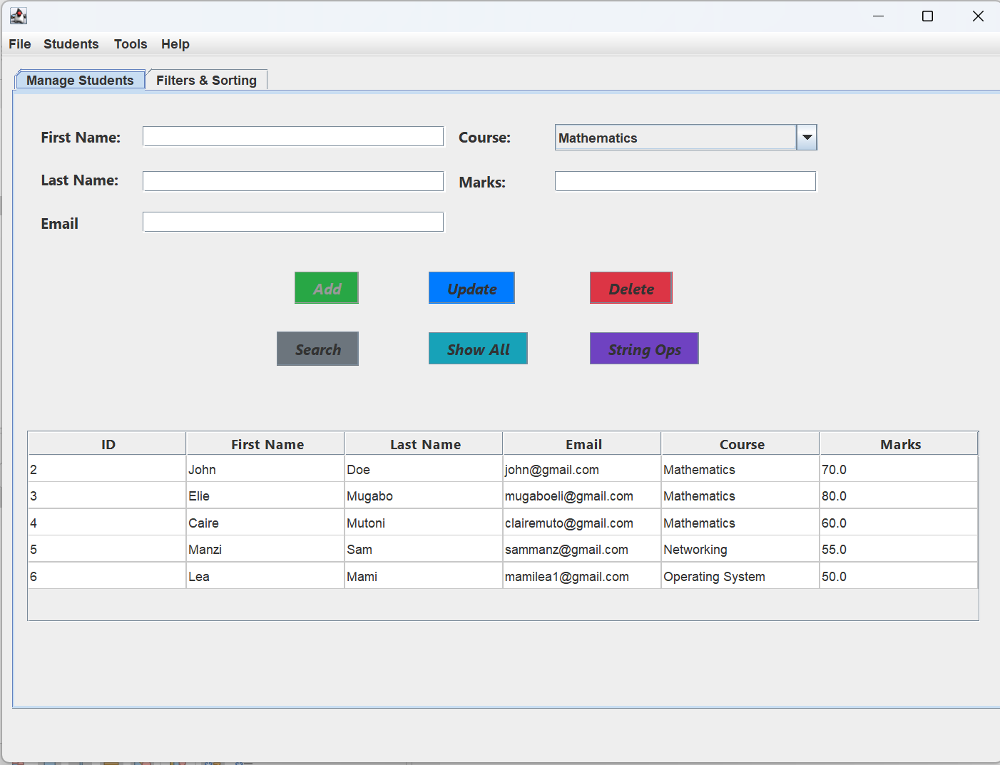 File Students Tools Help
Manage Students Filters & Sorting
First Name: Course: Mathematics
Last Name: Marks:
Email
Add Update Delete
Search Show All String Ops
ID First Name Last Name Email Course Marks
2 John Doe john@gmail.com Mathematics 70.0
3 Elie Mugabo mugaboeli@gmail.com Mathematics 80.0
4 Caire Mutoni clairemuto@gmail.com Mathematics 60.0
5 Manzi Sam sammanz@gmail.com Networking 55.0
6 Lea Mami mamilea1@gmail.com Operating System 50.0